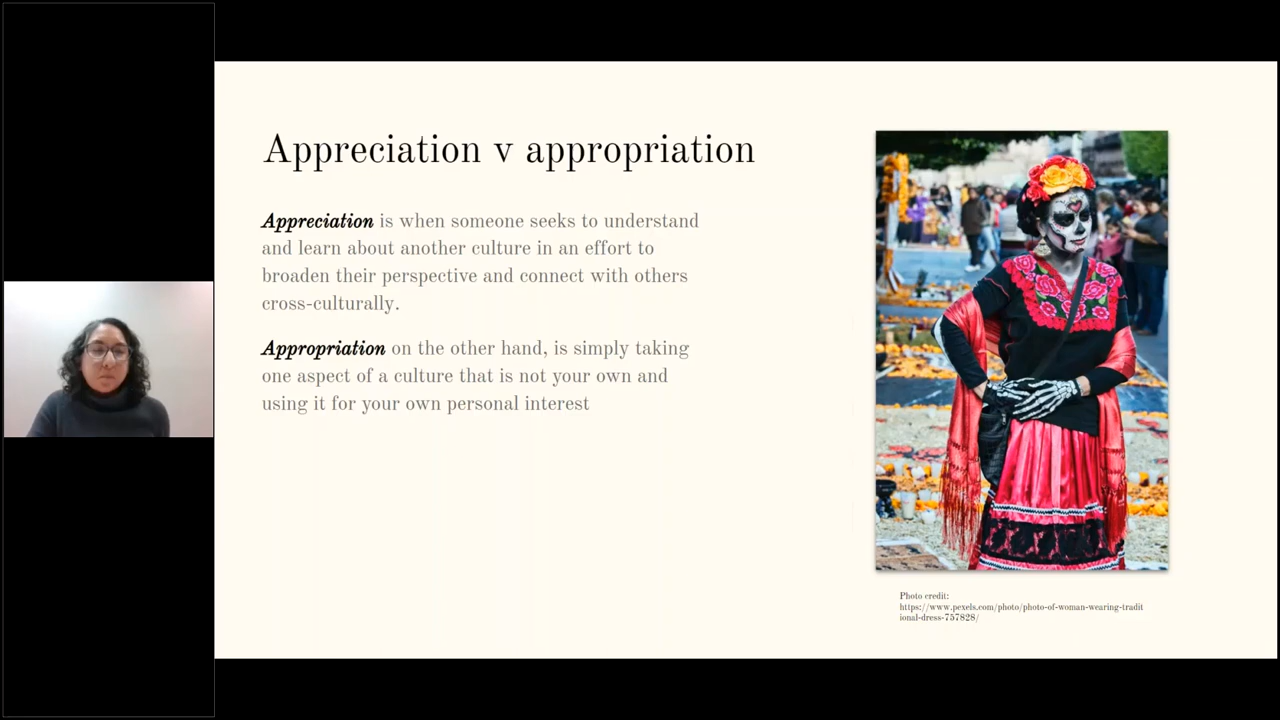 Appreciation v appropriation
Appreciation is when someone seeks to understand
and learn about another culture in an effort to
broaden their perspective and connect with others
cross-culturally.
Appropriation on the other hand, is simply taking
one aspect of a culture that is not your own and
using it for your own personal interest
Photo credit:
https://www.pexels.com/photo/photo-of-woman-wearing-tradit
ional-dress-757828/